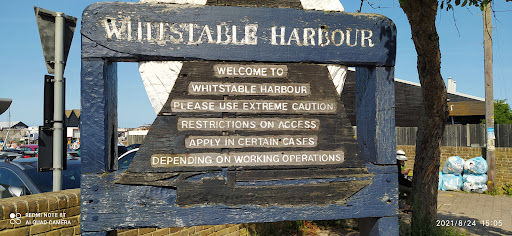 WHITSTABLE HARBOUR
WELCOME TO
WHITSTABLE HARBOUR
PLEASE USE EXTREME CAUTION
RESTRICTIONS ON ACCESS
APPLY IN CERTAIN CASES
DEPENDING ON WORKING OPERATIONS
REDMI NOTE 9
AI QUAD CAMERA
2021/8/24 15:05